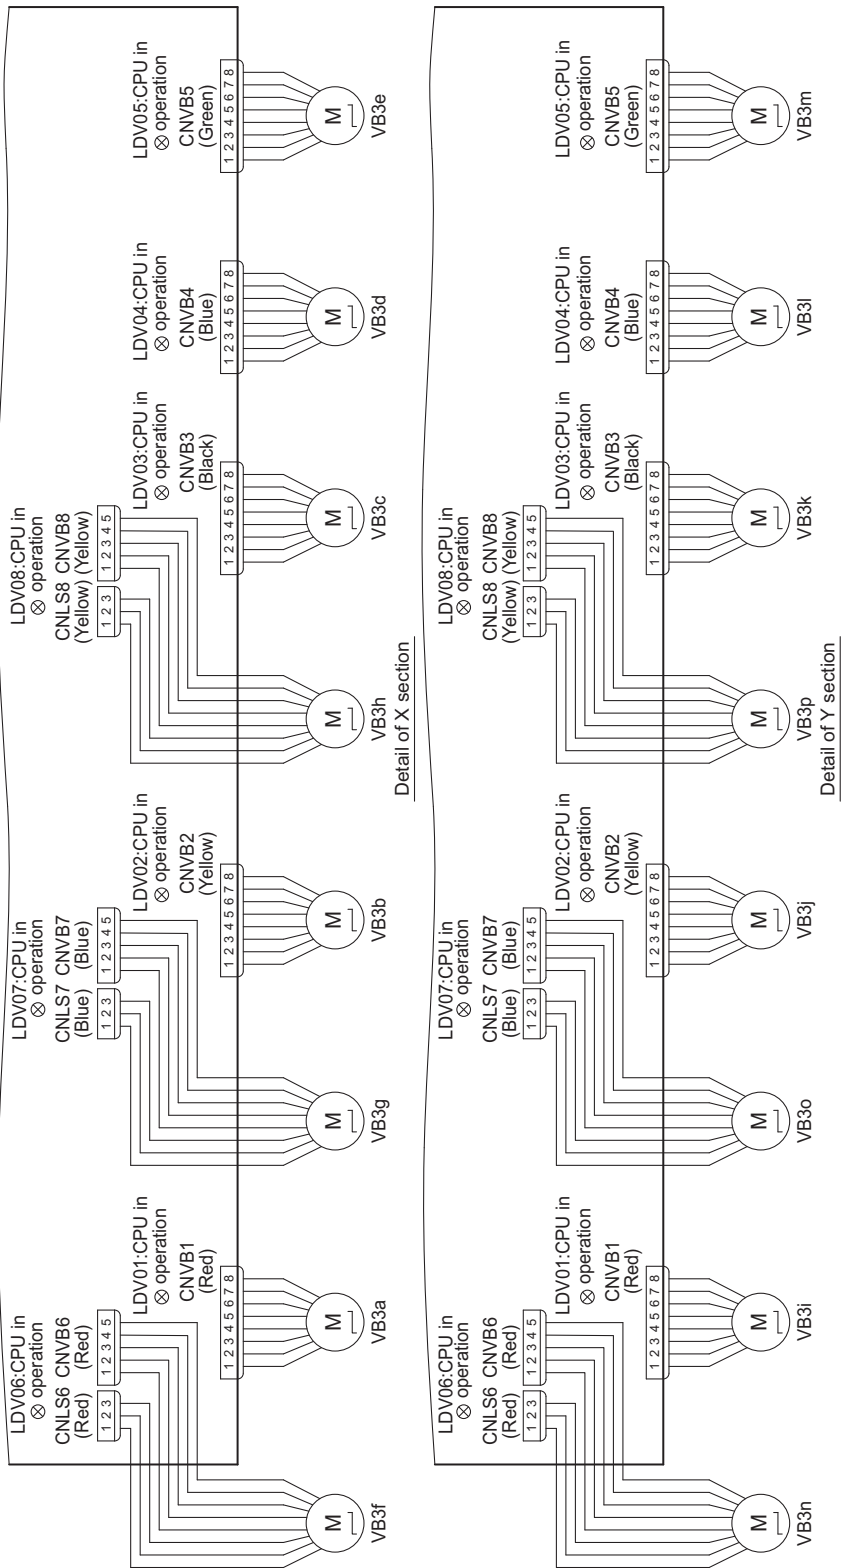 LDV06:CPU in
⊗ operation
CNLS6 CNVB6
(Red) (Red)
1 2 3 1 2 3 4 5
M
VB3f
LDV01:CPU in
⊗ operation
CNVB1
(Red)
1 2 3 4 5 6 7 8
M
VB3a
LDV07:CPU in
⊗ operation
CNLS7 CNVB7
(Blue) (Blue)
1 2 3 1 2 3 4 5
M
VB3g
LDV02:CPU in
⊗ operation
CNVB2
(Yellow)
1 2 3 4 5 6 7 8
M
VB3b
LDV08:CPU in
⊗ operation
CNLS8 CNVB8
(Yellow) (Yellow)
1 2 3 1 2 3 4 5
M
VB3h
LDV03:CPU in
⊗ operation
CNVB3
(Black)
1 2 3 4 5 6 7 8
M
VB3c
LDV04:CPU in
⊗ operation
CNVB4
(Blue)
1 2 3 4 5 6 7 8
M
VB3d
LDV05:CPU in
⊗ operation
CNVB5
(Green)
1 2 3 4 5 6 7 8
M
VB3e
Detail of X section
LDV06:CPU in
⊗ operation
CNLS6 CNVB6
(Red) (Red)
1 2 3 1 2 3 4 5
M
VB3n
LDV01:CPU in
⊗ operation
CNVB1
(Red)
1 2 3 4 5 6 7 8
M
VB3i
LDV07:CPU in
⊗ operation
CNLS7 CNVB7
(Blue) (Blue)
1 2 3 1 2 3 4 5
M
VB3o
LDV02:CPU in
⊗ operation
CNVB2
(Yellow)
1 2 3 4 5 6 7 8
M
VB3j
LDV08:CPU in
⊗ operation
CNLS8 CNVB8
(Yellow) (Yellow)
1 2 3 1 2 3 4 5
M
VB3p
LDV03:CPU in
⊗ operation
CNVB3
(Black)
1 2 3 4 5 6 7 8
M
VB3k
LDV04:CPU in
⊗ operation
CNVB4
(Blue)
1 2 3 4 5 6 7 8
M
VB3l
LDV05:CPU in
⊗ operation
CNVB5
(Green)
1 2 3 4 5 6 7 8
M
VB3m
Detail of Y section